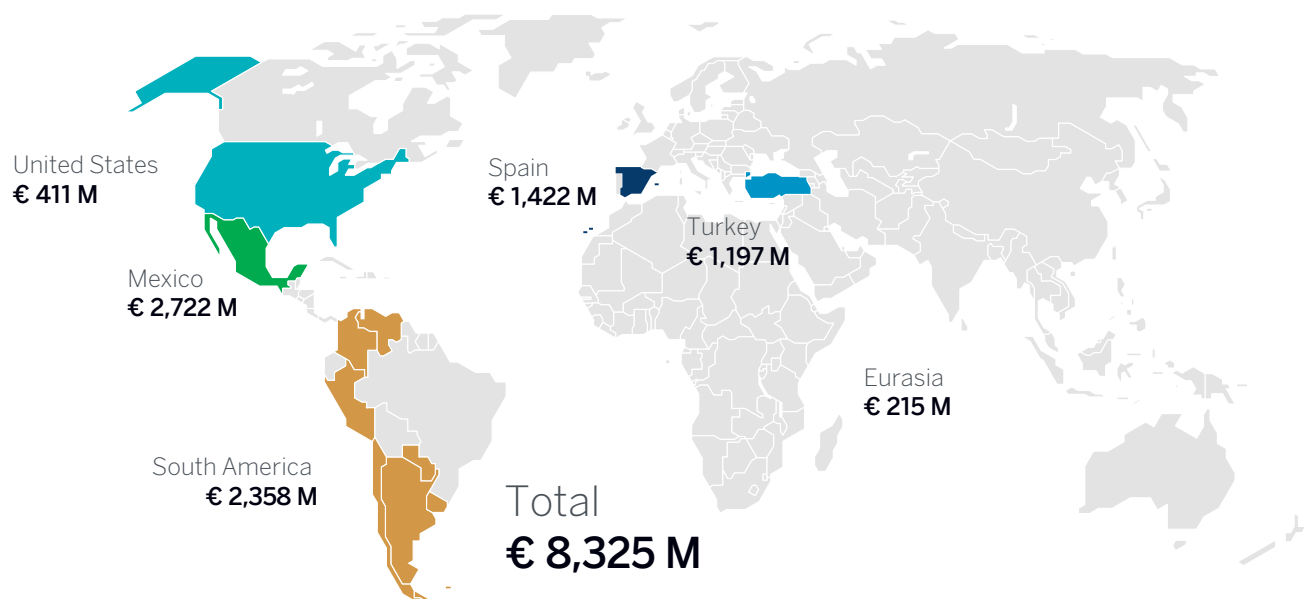 United States
€ 411 M
Spain
€ 1,422 M
Turkey
€ 1,197 M
Mexico
€ 2,722 M
Eurasia
€ 215 M
South America
€ 2,358 M
Total
€ 8,325 M